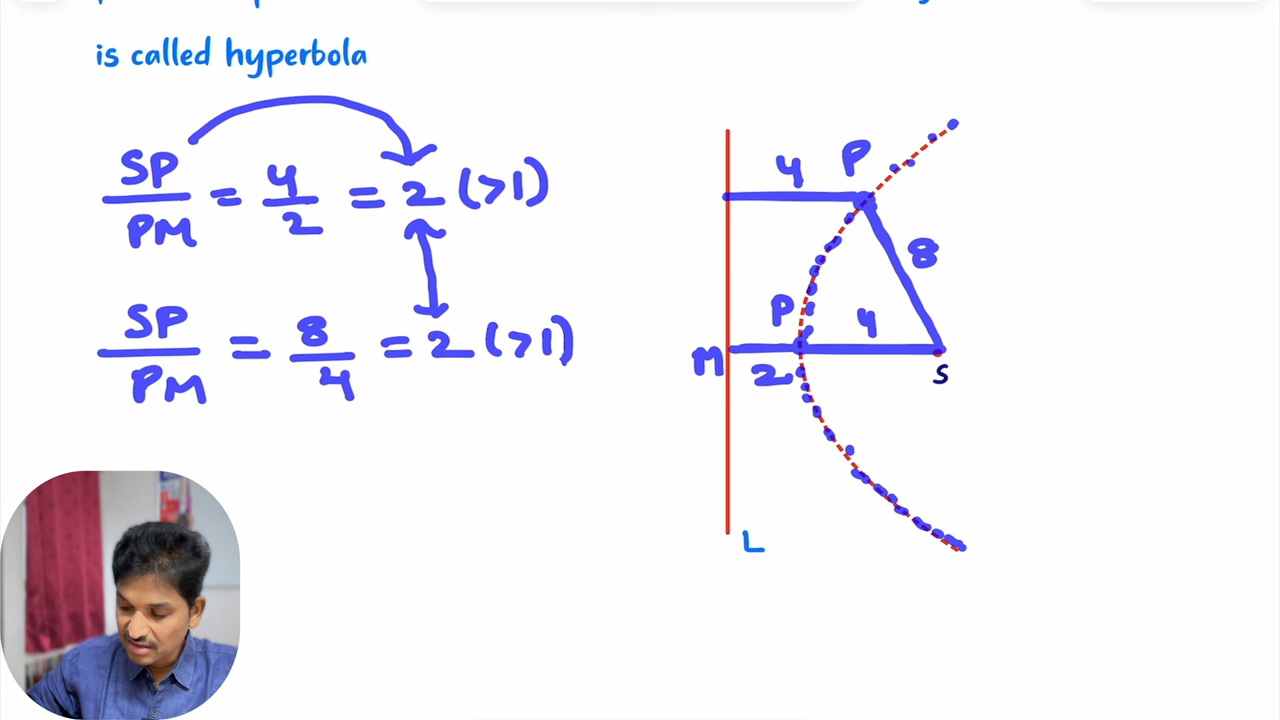 is called hyperbola
SP/PM = 4/2 = 2 (>1)
SP/PM = 8/4 = 2 (>1)
4 P
8
P 4
M 2 S
L